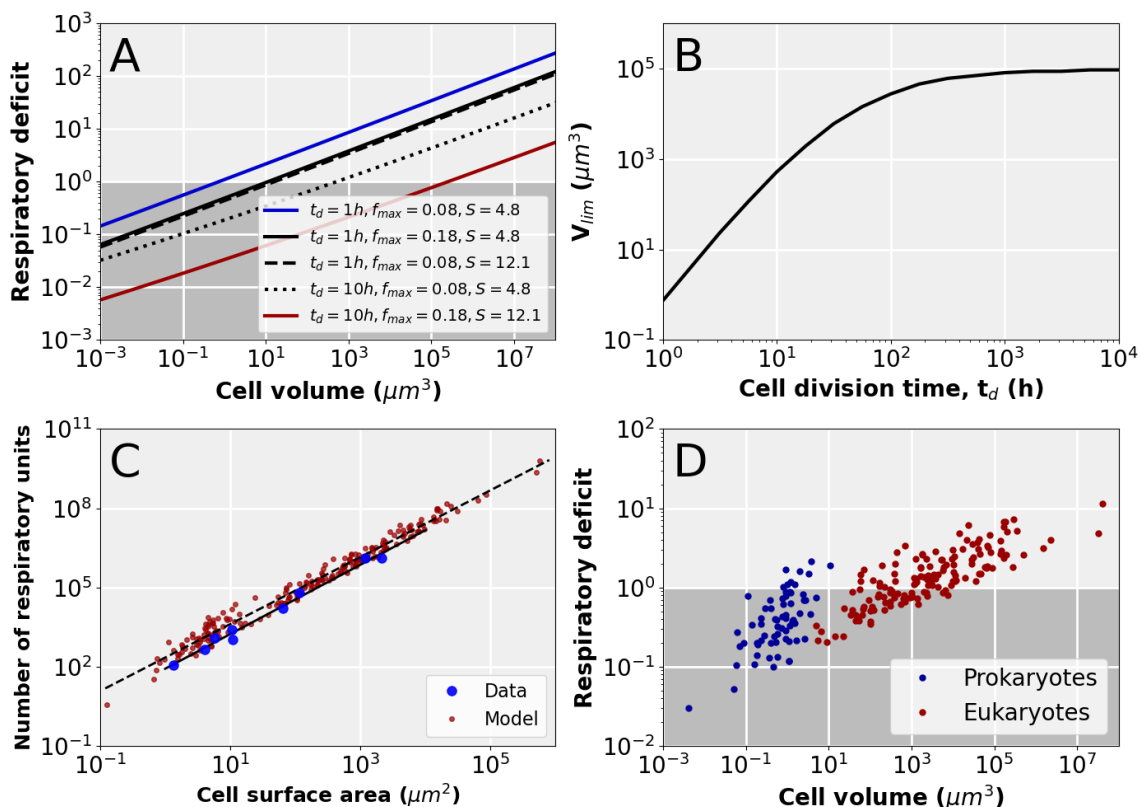 A
Respiratory deficit
10^3
10^2
10^1
10^0
10^-1
10^-2
10^-3
t_d = 1h, f_max = 0.08, S = 4.8
t_d = 1h, f_max = 0.18, S = 4.8
t_d = 1h, f_max = 0.08, S = 12.1
t_d = 10h, f_max = 0.08, S = 4.8
t_d = 10h, f_max = 0.18, S = 12.1
10^-3 10^-1 10^1 10^3 10^5 10^7
Cell volume (μm^3)
B
V_lim (μm^3)
10^5
10^3
10^1
10^-1
10^0 10^1 10^2 10^3 10^4
Cell division time, t_d (h)
C
Number of respiratory units
10^11
10^8
10^5
10^2
10^-1
Data
Model
10^-1 10^1 10^3 10^5
Cell surface area (μm^2)
D
Respiratory deficit
10^2
10^1
10^0
10^-1
10^-2
Prokaryotes
Eukaryotes
10^-3 10^-1 10^1 10^3 10^5 10^7
Cell volume (μm^3)